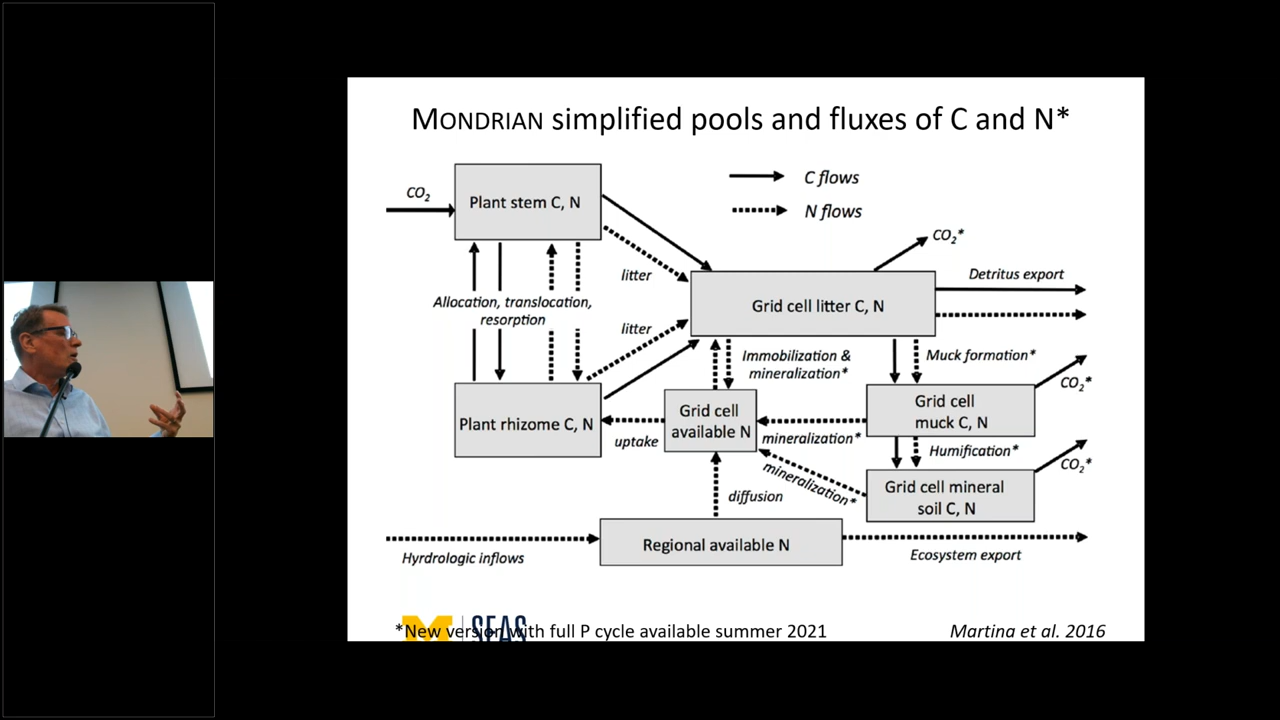 MONDRIAN simplified pools and fluxes of C and N*
C flows
N flows
CO₂
Plant stem C, N
litter
CO₂*
Detritus export
Grid cell litter C, N
Allocation, translocation,
resorption
litter
Immobilization &
mineralization*
Muck formation*
CO₂*
Plant rhizome C, N
uptake
Grid cell
available N
mineralization*
Grid cell
muck C, N
Humification*
CO₂*
mineralization*
Grid cell mineral
soil C, N
diffusion
Hyrdrologic inflows
Regional available N
Ecosystem export
M SEAS
*New version with full P cycle available summer 2021
Martina et al. 2016